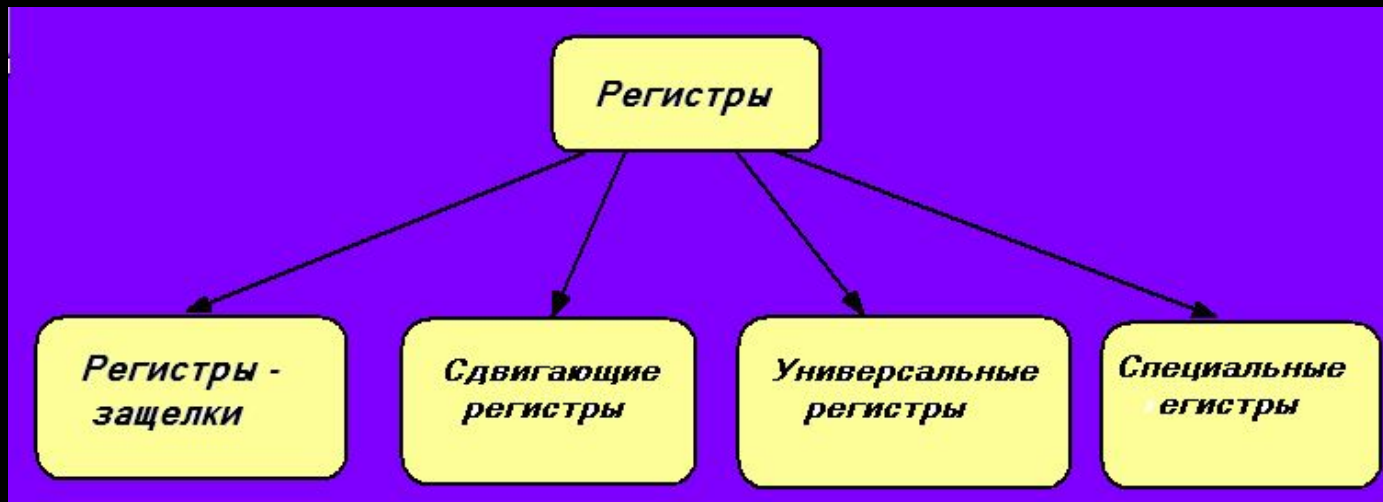 Регистры
Регистры -
защелки
Сдвигающие
регистры
Универсальные
регистры
Специальные
егистры